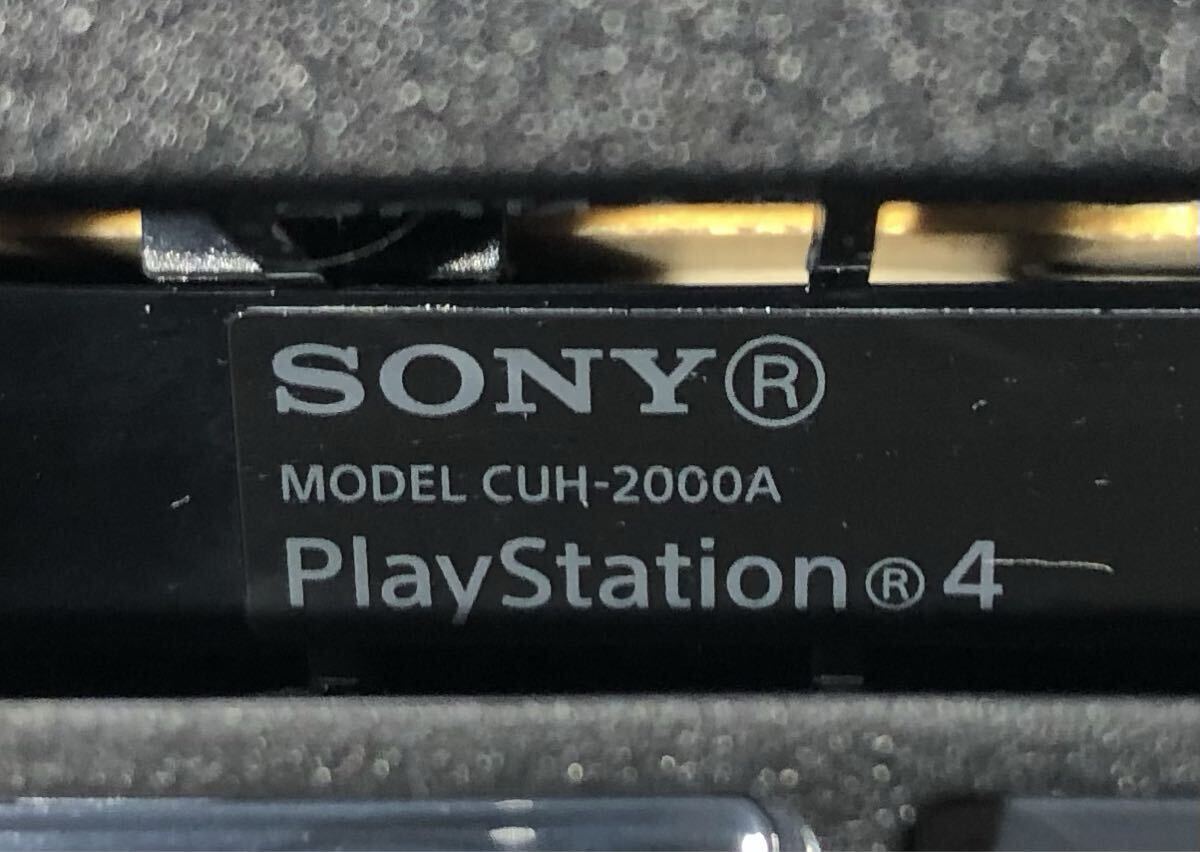 SONY®
MODEL CUH-2000A
PlayStation®4